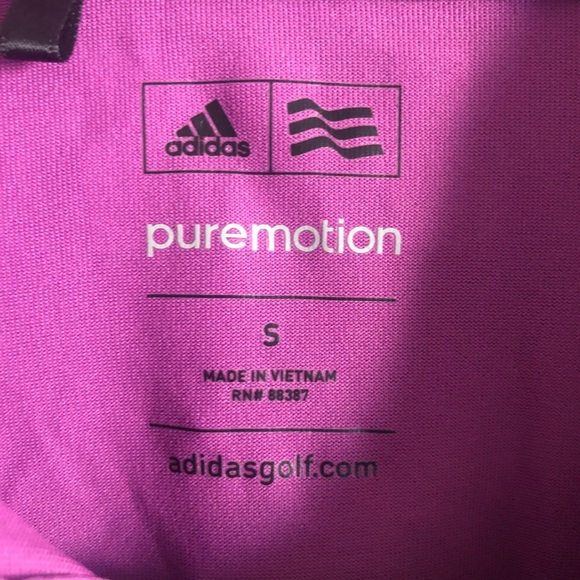 adidas
puremotion
S
MADE IN VIETNAM
RN# 88387
adidasgolf.com